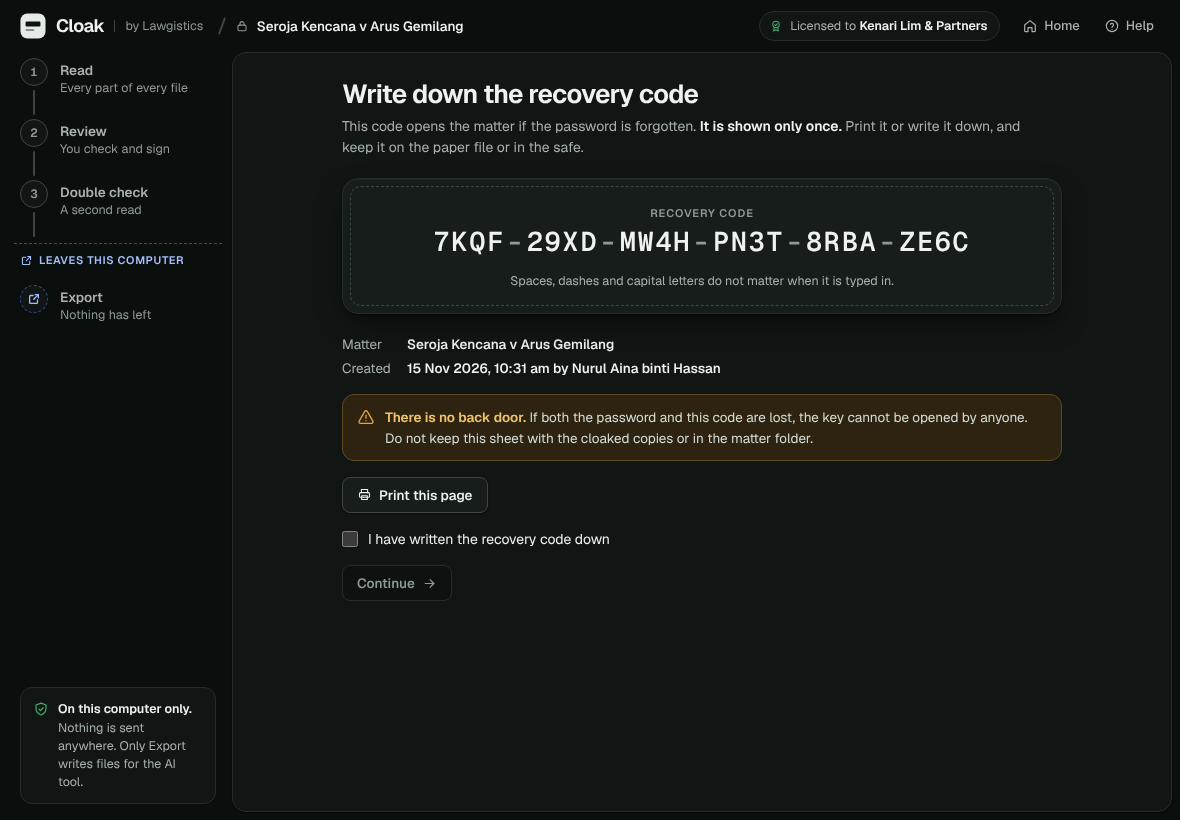 Cloak by Lawgistics / Seroja Kencana v Arus Gemilang Licensed to Kenari Lim & Partners Home Help
1 Read
Every part of every file
2 Review
You check and sign
3 Double check
A second read
LEAVES THIS COMPUTER
Export
Nothing has left
On this computer only.
Nothing is sent
anywhere. Only Export
writes files for the AI
tool.
Write down the recovery code
This code opens the matter if the password is forgotten. It is shown only once. Print it or write it down, and
keep it on the paper file or in the safe.
RECOVERY CODE
7KQF-29XD-MW4H-PN3T-8RBA-ZE6C
Spaces, dashes and capital letters do not matter when it is typed in.
Matter Seroja Kencana v Arus Gemilang
Created 15 Nov 2026, 10:31 am by Nurul Aina binti Hassan
There is no back door. If both the password and this code are lost, the key cannot be opened by anyone.
Do not keep this sheet with the cloaked copies or in the matter folder.
Print this page
I have written the recovery code down
Continue →